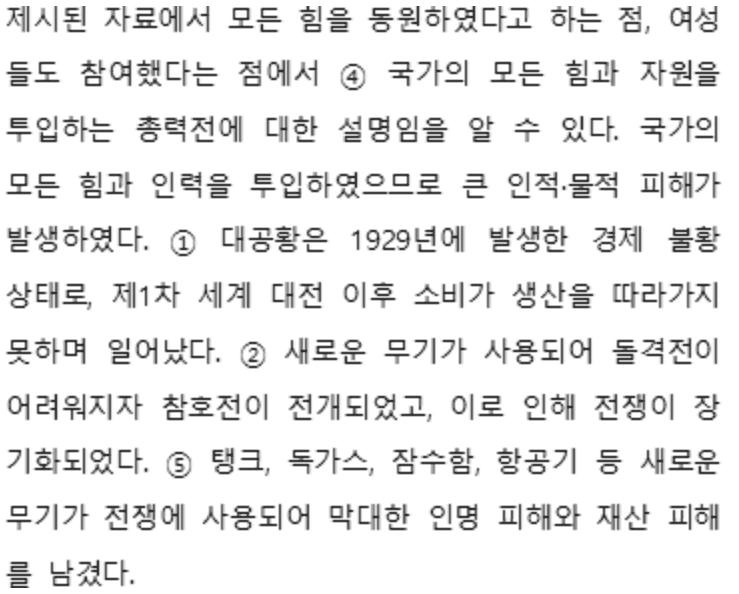 제시된 자료에서 모든 힘을 동원하였다고 하는 점, 여성
들도 참여했다는 점에서 ④ 국가의 모든 힘과 자원을
투입하는 총력전에 대한 설명임을 알 수 있다. 국가의
모든 힘과 인력을 투입하였으므로 큰 인적·물적 피해가
발생하였다. ① 대공황은 1929년에 발생한 경제 불황
상태로, 제1차 세계 대전 이후 소비가 생산을 따라가지
못하며 일어났다. ② 새로운 무기가 사용되어 돌격전이
어려워지자 참호전이 전개되었고, 이로 인해 전쟁이 장
기화되었다. ⑤ 탱크, 독가스, 잠수함, 항공기 등 새로운
무기가 전쟁에 사용되어 막대한 인명 피해와 재산 피해
를 남겼다.